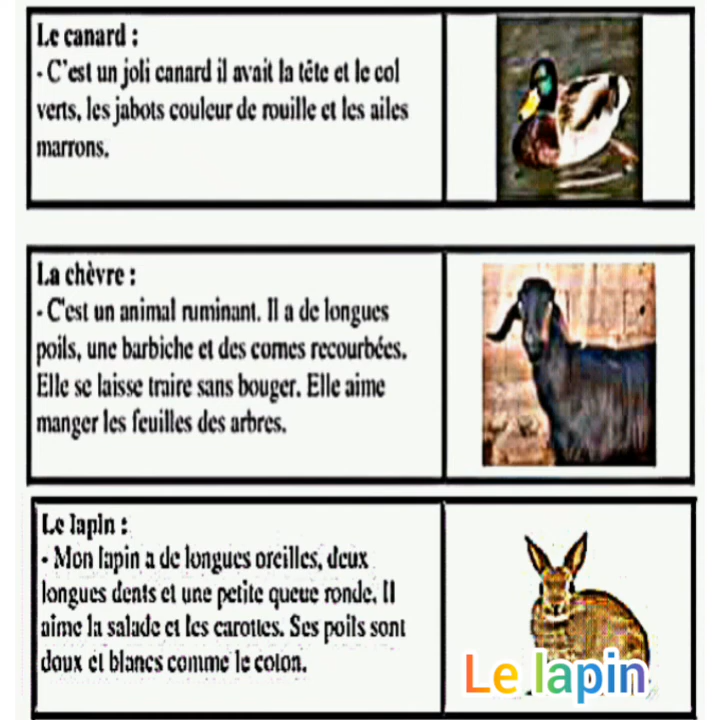 Le canard :
- C'est un joli canard il avait la tête et le col
verts, les jabots couleur de rouille et les ailes
marrons.
La chèvre :
- C'est un animal ruminant. Il a de longues
poils, une barbiche et des cornes recourbées.
Elle se laisse traire sans bouger. Elle aime
manger les feuilles des arbres.
Le lapin :
- Mon lapin a de longues oreilles, deux
longues dents et une petite queue ronde. Il
aime la salade et les carottes. Ses poils sont
doux et blancs comme le coton.
Le lapin